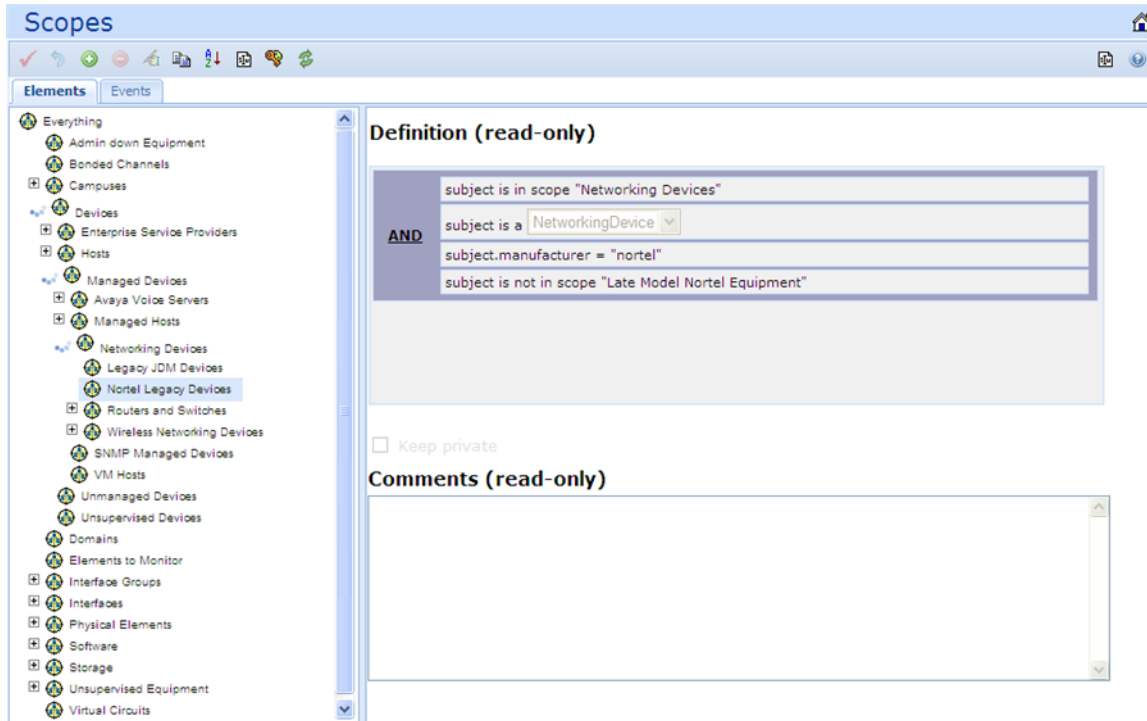 Scopes
Elements
Events
Everything
Admin down Equipment
Bonded Channels
Campuses
Devices
Enterprise Service Providers
Hosts
Managed Devices
Avaya Voice Servers
Managed Hosts
Networking Devices
Legacy JDM Devices
Nortel Legacy Devices
Routers and Switches
Wireless Networking Devices
SNMP Managed Devices
VM Hosts
Unmanaged Devices
Unsupervised Devices
Domains
Elements to Monitor
Interface Groups
Interfaces
Physical Elements
Software
Storage
Unsupervised Equipment
Virtual Circuits
Definition (read-only)
AND
subject is in scope "Networking Devices"
subject is a NetworkingDevice
subject.manufacturer = "nortel"
subject is not in scope "Late Model Nortel Equipment"
Keep private
Comments (read-only)